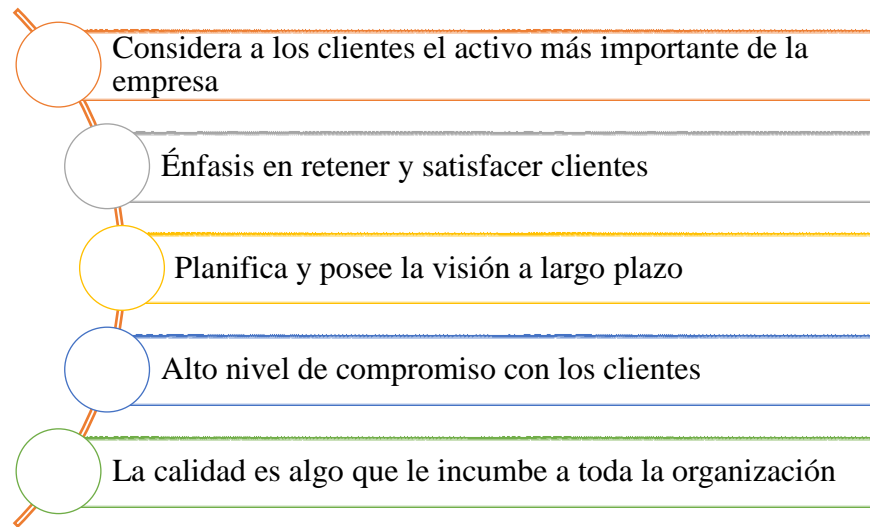 Considera a los clientes el activo más importante de la
empresa
Énfasis en retener y satisfacer clientes
Planifica y posee la visión a largo plazo
Alto nivel de compromiso con los clientes
La calidad es algo que le incumbe a toda la organización